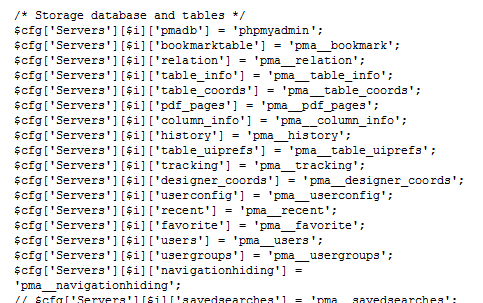 /* Storage database and tables */
$cfg['Servers'][$i]['pmadb'] = 'phpmyadmin';
$cfg['Servers'][$i]['bookmarktable'] = 'pma__bookmark';
$cfg['Servers'][$i]['relation'] = 'pma__relation';
$cfg['Servers'][$i]['table_info'] = 'pma__table_info';
$cfg['Servers'][$i]['table_coords'] = 'pma__table_coords';
$cfg['Servers'][$i]['pdf_pages'] = 'pma__pdf_pages';
$cfg['Servers'][$i]['column_info'] = 'pma__column_info';
$cfg['Servers'][$i]['history'] = 'pma__history';
$cfg['Servers'][$i]['table_uiprefs'] = 'pma__table_uiprefs';
$cfg['Servers'][$i]['tracking'] = 'pma__tracking';
$cfg['Servers'][$i]['designer_coords'] = 'pma__designer_coords';
$cfg['Servers'][$i]['userconfig'] = 'pma__userconfig';
$cfg['Servers'][$i]['recent'] = 'pma__recent';
$cfg['Servers'][$i]['favorite'] = 'pma__favorite';
$cfg['Servers'][$i]['users'] = 'pma__users';
$cfg['Servers'][$i]['usergroups'] = 'pma__usergroups';
$cfg['Servers'][$i]['navigationhiding'] =
'pma__navigationhiding';
// $cfg['Servers'][$i]['savedsearches'] = 'pma__savedsearches';